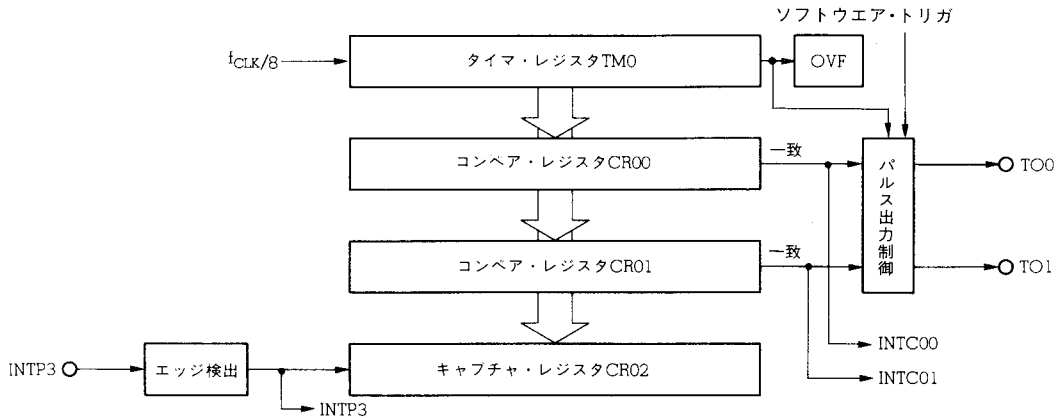 ソフトウエア・トリガ
fCLK/8
タイマ・レジスタTM0
OVF
コンペア・レジスタCR00
一致
パルス出力制御
TO0
コンペア・レジスタCR01
一致
TO1
INTC00
INTP3
エッジ検出
キャプチャ・レジスタCR02
INTC01
INTP3